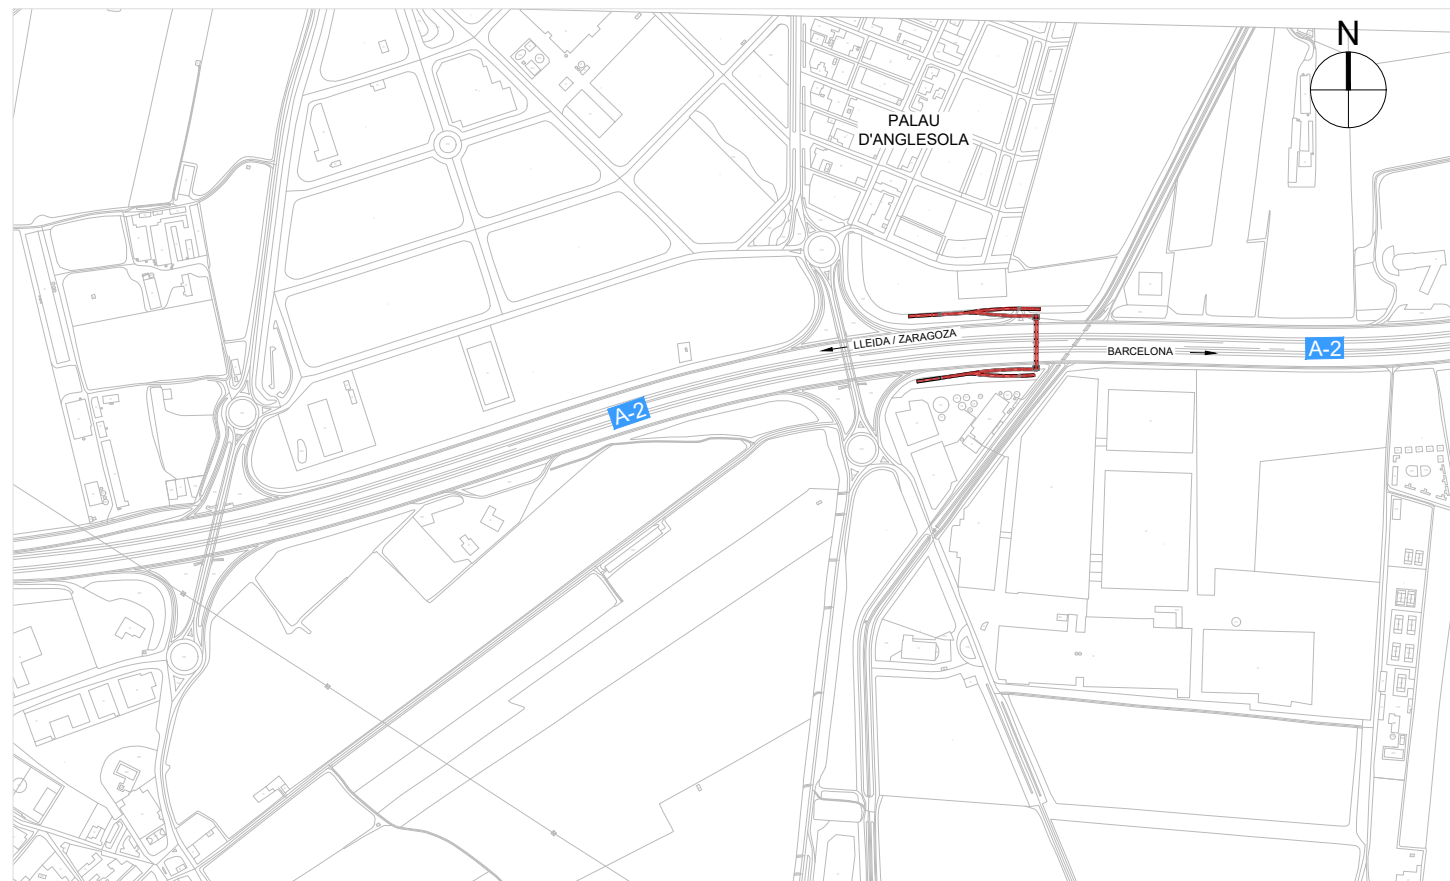 N
PALAU
D'ANGLESOLA
LLEIDA / ZARAGOZA
BARCELONA
A-2
A-2